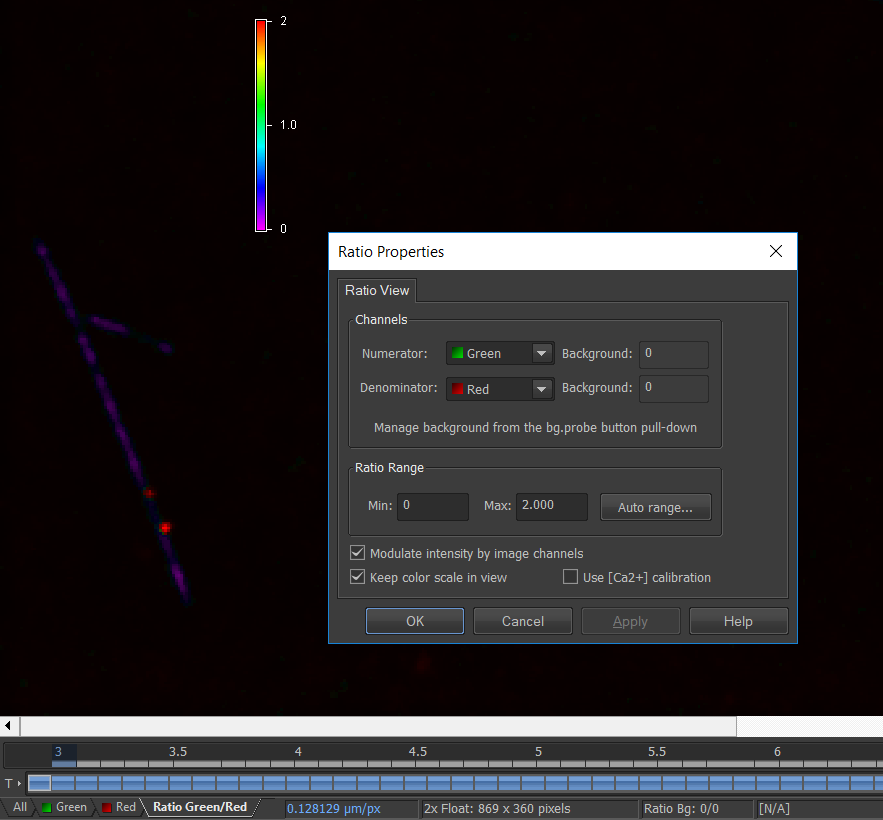 2
1.0
0
Ratio Properties
Ratio View
Channels
Numerator: Green Background: 0
Denominator: Red Background: 0
Manage background from the bg.probe button pull-down
Ratio Range
Min: 0 Max: 2.000 Auto range...
Modulate intensity by image channels
Keep color scale in view Use [Ca2+] calibration
OK Cancel Apply Help
3 3.5 4 4.5 5 5.5 6
T
All Green Red Ratio Green/Red 0.128129 µm/px 2x Float: 869 x 360 pixels Ratio Bg: 0/0 [N/A]